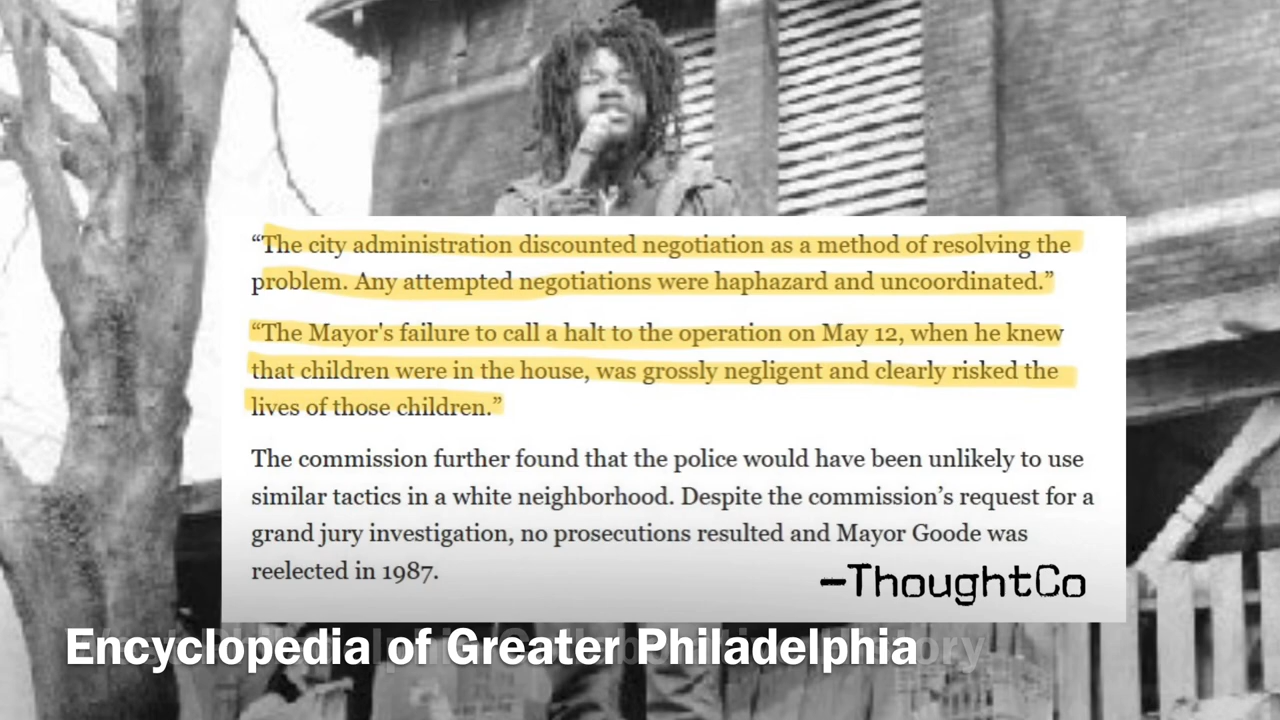 “The city administration discounted negotiation as a method of resolving the
problem. Any attempted negotiations were haphazard and uncoordinated.”
“The Mayor's failure to call a halt to the operation on May 12, when he knew
that children were in the house, was grossly negligent and clearly risked the
lives of those children.”
The commission further found that the police would have been unlikely to use
similar tactics in a white neighborhood. Despite the commission’s request for a
grand jury investigation, no prosecutions resulted and Mayor Goode was
reelected in 1987.
–ThoughtCo
Encyclopedia of Greater Philadelphia